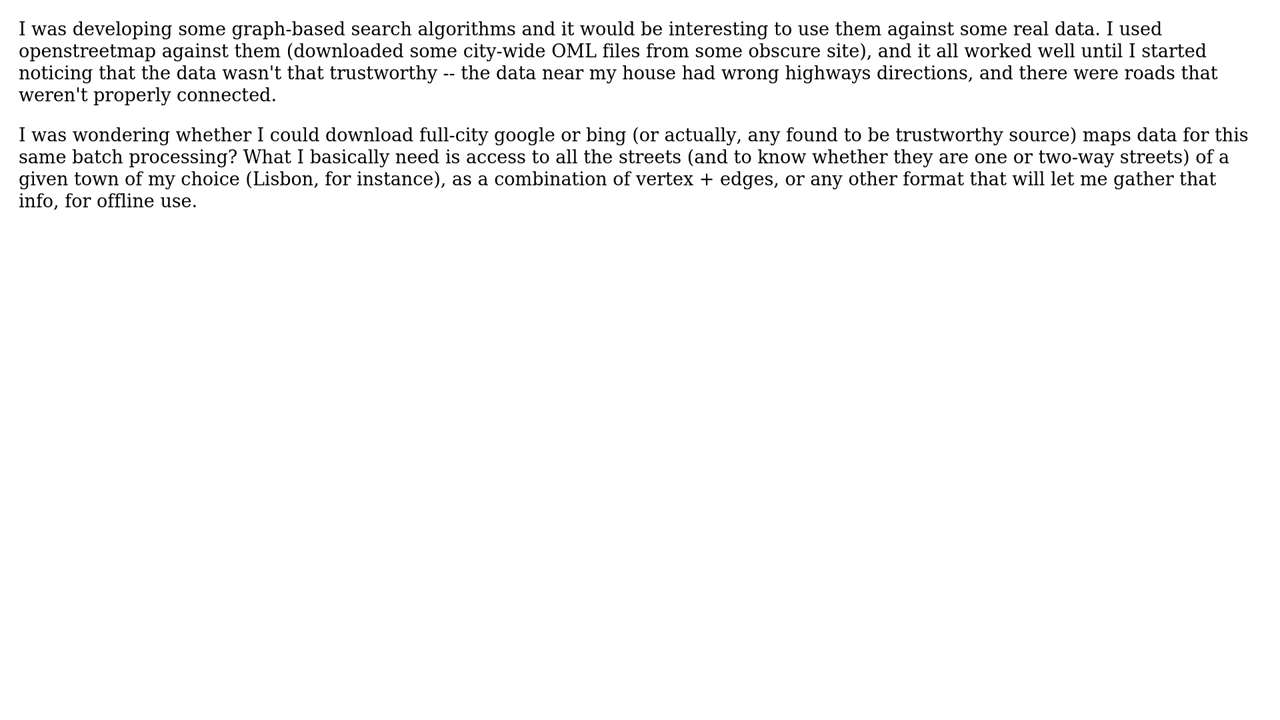 I was developing some graph-based search algorithms and it would be interesting to use them against some real data. I used
openstreetmap against them (downloaded some city-wide OML files from some obscure site), and it all worked well until I started
noticing that the data wasn't that trustworthy -- the data near my house had wrong highways directions, and there were roads that
weren't properly connected.
I was wondering whether I could download full-city google or bing (or actually, any found to be trustworthy source) maps data for this
same batch processing? What I basically need is access to all the streets (and to know whether they are one or two-way streets) of a
given town of my choice (Lisbon, for instance), as a combination of vertex + edges, or any other format that will let me gather that
info, for offline use.